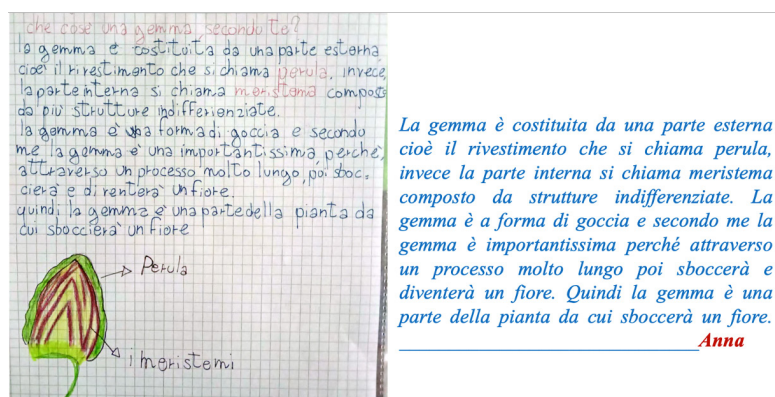 che cose una gemma, secondo te?
la gemma è costituita da una parte esterna
cioè il rivestimento che si chiama perula, invece,
la parte interna si chiama meristema composto
da più strutture indifferienziate.
la gemma è una forma di goccia e secondo
me la gemma è una importantissima, perchè,
attraverso un processo molto lungo, poi sboc.
cierà e diventerà un fiore.
quindi la gemma è una parte della pianta da
cui sboccierà un fiore
Perula
i meristemi
La gemma è costituita da una parte esterna
cioè il rivestimento che si chiama perula,
invece la parte interna si chiama meristema
composto da strutture indifferenziate. La
gemma è a forma di goccia e secondo me la
gemma è importantissima perché attraverso
un processo molto lungo poi sboccerà e
diventerà un fiore. Quindi la gemma è una
parte della pianta da cui sboccerà un fiore.
Anna